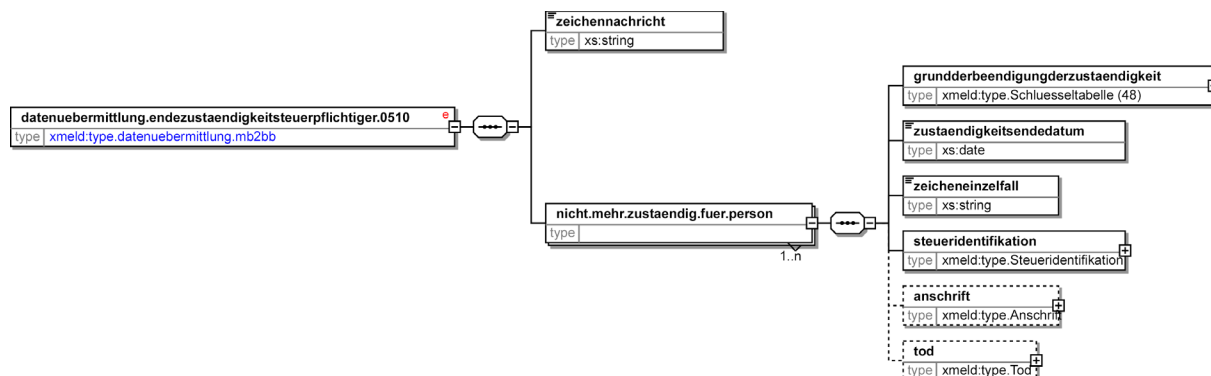 zeichennachricht
type xs:string
datenuebermittlung.endezustaendigkeitsteuerpflichtiger.0510 e
type xmeld:type.datenuebermittlung.mb2bb
nicht.mehr.zustaendig.fuer.person
type
1..n
grundderbeendigungderzustaendigkeit
type xmeld:type.Schluesseltabelle (48)
zustaendigkeitsendedatum
type xs:date
zeicheneinzelfall
type xs:string
steueridentifikation
type xmeld:type.Steueridentifikation
anschrift
type xmeld:type.Anschrift
tod
type xmeld:type.Tod